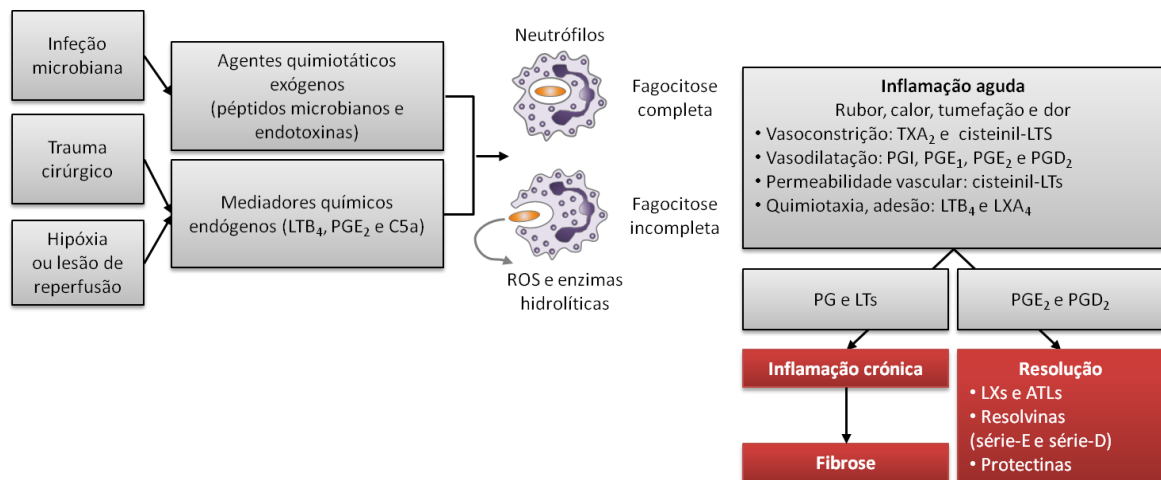 Infeção
microbiana
Trauma
cirúrgico
Hipóxia
ou lesão de
reperfusão
Agentes quimiotáticos
exógenos
(péptidos microbianos e
endotoxinas)
Mediadores químicos
endógenos (LTB₄, PGE₂ e C5a)
Neutrófilos
Fagocitose
completa
Fagocitose
incompleta
ROS e enzimas
hidrolíticas
Inflamação aguda
Rubor, calor, tumefação e dor
• Vasoconstrição: TXA₂ e cisteinil-LTS
• Vasodilatação: PGI, PGE₁, PGE₂ e PGD₂
• Permeabilidade vascular: cisteinil-LTs
• Quimiotaxia, adesão: LTB₄ e LXA₄
PG e LTs
PGE₂ e PGD₂
Inflamação crónica
Fibrose
Resolução
• LXs e ATLs
• Resolvinas
(série-E e série-D)
• Protectinas